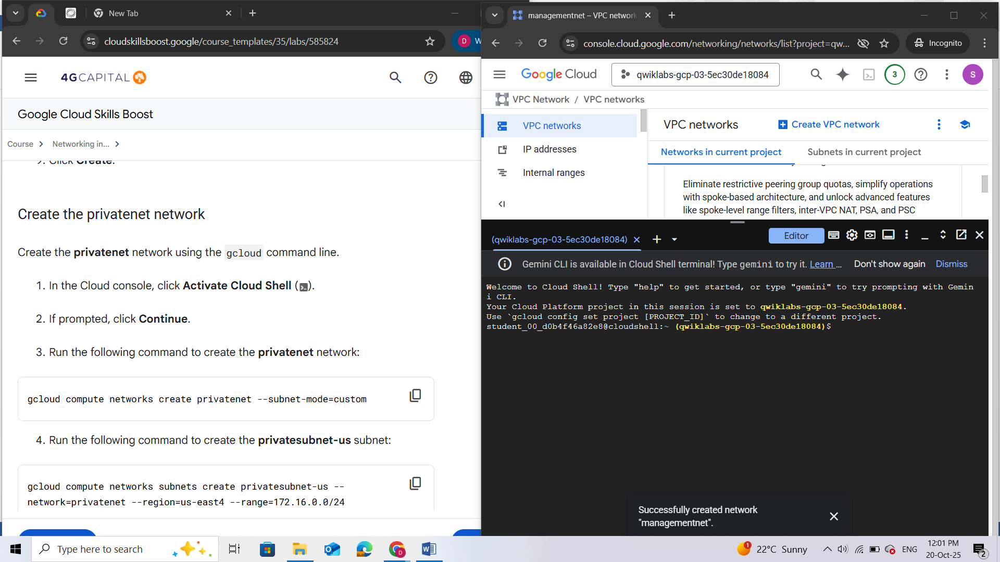 New Tab
cloudskillsboost.google/course_templates/35/labs/585824
D W
4GCAPITAL
Google Cloud Skills Boost
Course
Networking in...
9. Click Create.
Create the privatenet network
Create the privatenet network using the gcloud command line.
1. In the Cloud console, click Activate Cloud Shell ( ).
2. If prompted, click Continue.
3. Run the following command to create the privatenet network:
gcloud compute networks create privatenet --subnet-mode=custom
4. Run the following command to create the privatesubnet-us subnet:
gcloud compute networks subnets create privatesubnet-us --
network=privatenet --region=us-east4 --range=172.16.0.0/24
managementnet – VPC network
console.cloud.google.com/networking/networks/list?project=qw...
Incognito
Google Cloud
qwiklabs-gcp-03-5ec30de18084
3
S
VPC Network / VPC networks
VPC networks
IP addresses
Internal ranges
VPC networks
Create VPC network
Networks in current project
Subnets in current project
Eliminate restrictive peering group quotas, simplify operations
with spoke-based architecture, and unlock advanced features
like spoke-level range filters, inter-VPC NAT, PSA, and PSC
(qwiklabs-gcp-03-5ec30de18084)
Editor
Gemini CLI is available in Cloud Shell terminal! Type gemini to try it. Learn ...
Don't show again
Dismiss
Welcome to Cloud Shell! Type "help" to get started, or type "gemini" to try prompting with Gemin
i CLI.
Your Cloud Platform project in this session is set to qwiklabs-gcp-03-5ec30de18084.
Use `gcloud config set project [PROJECT_ID]` to change to a different project.
student_00_d0b4f46a82e8@cloudshell:~ (qwiklabs-gcp-03-5ec30de18084)$
Successfully created network
"managementnet".
Type here to search
D
1
22°C Sunny
ENG
12:01 PM
20-Oct-25
2